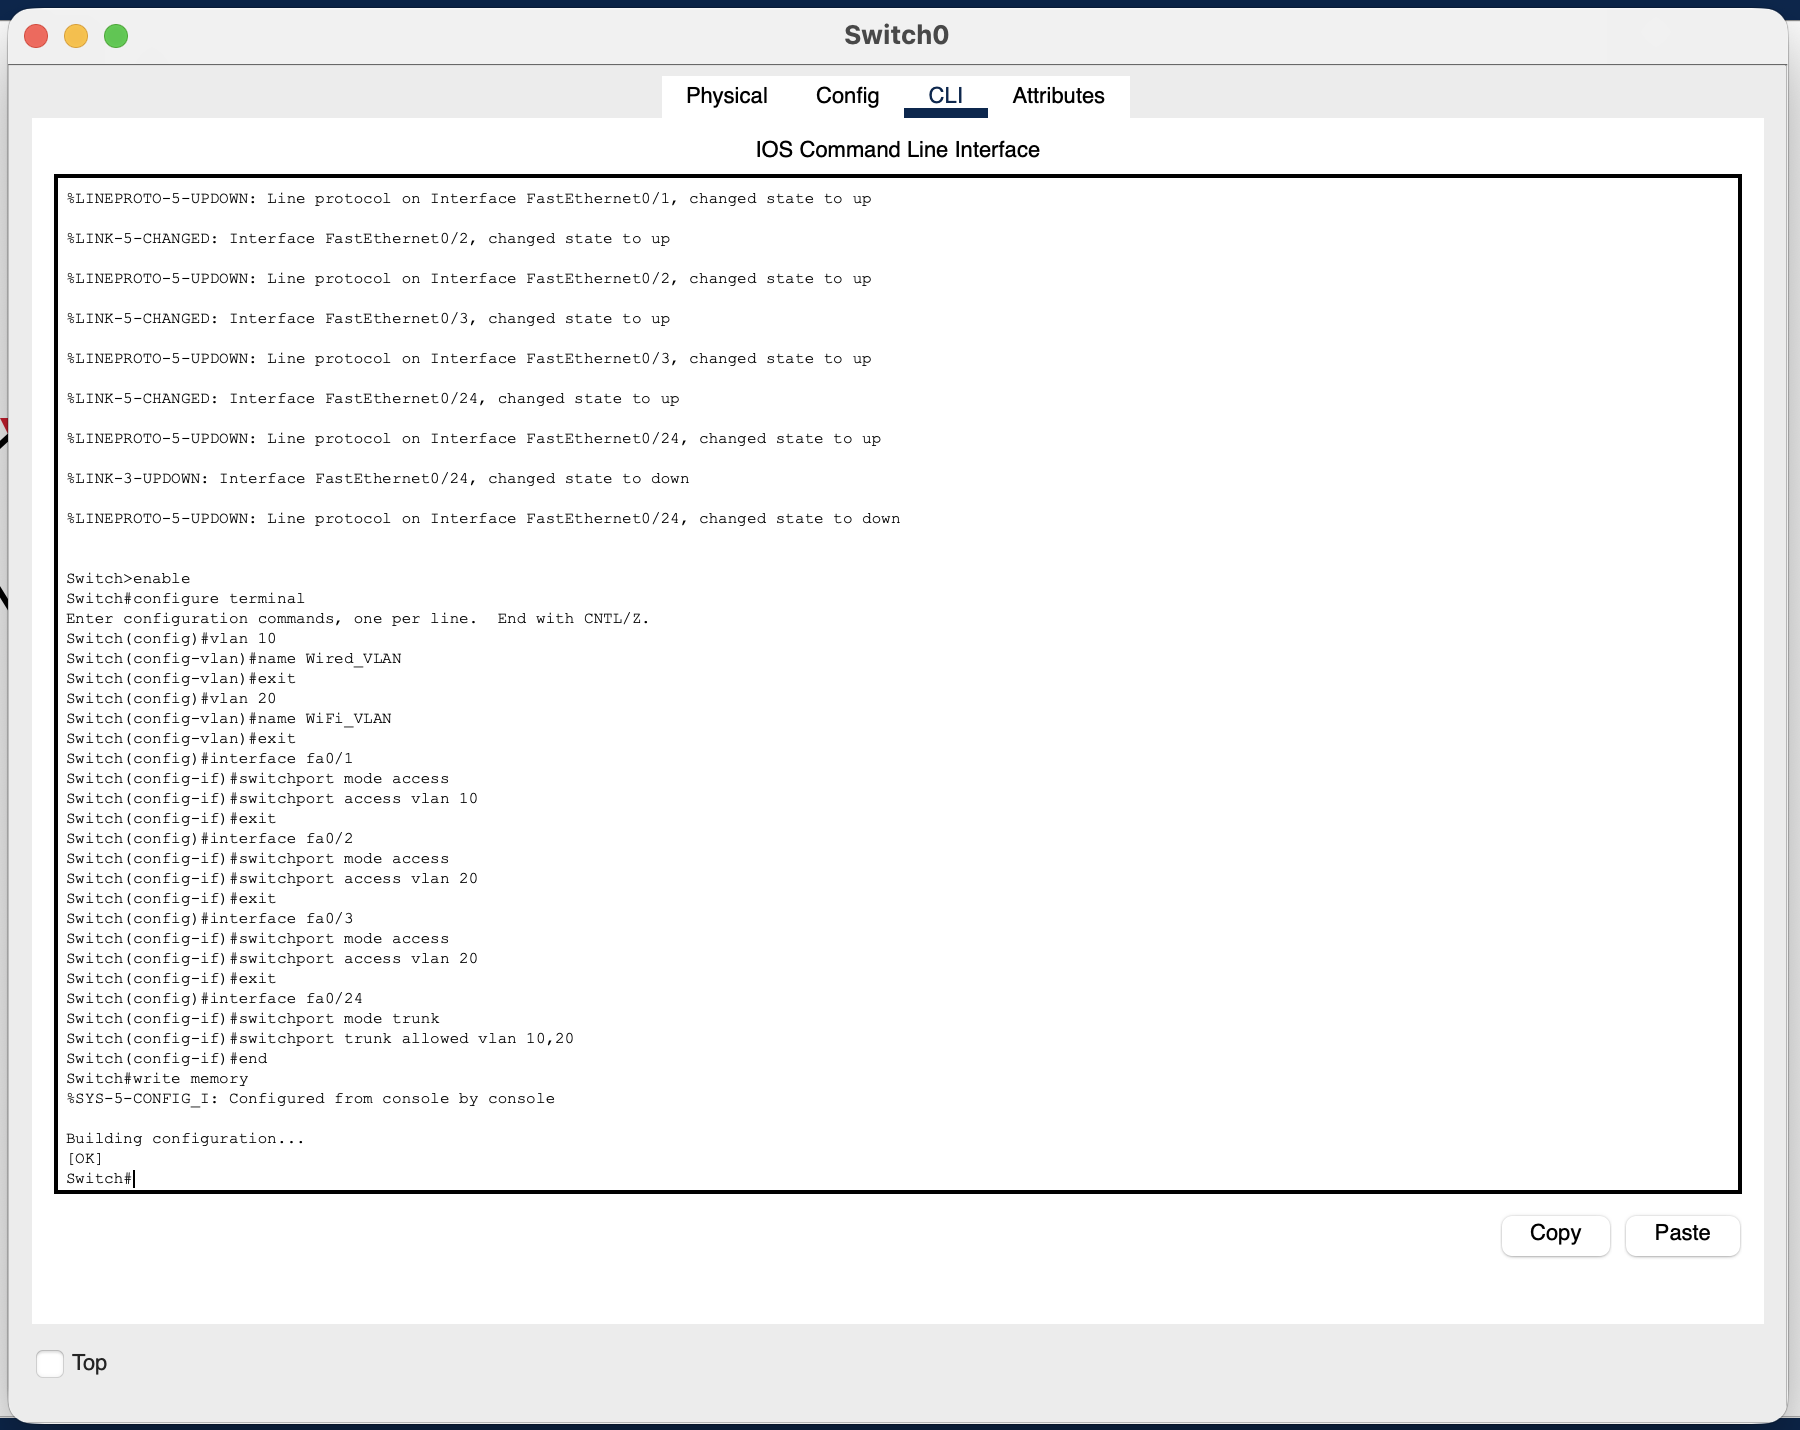 Switch0
Physical Config CLI Attributes
IOS Command Line Interface
%LINEPROTO-5-UPDOWN: Line protocol on Interface FastEthernet0/1, changed state to up
%LINK-5-CHANGED: Interface FastEthernet0/2, changed state to up
%LINEPROTO-5-UPDOWN: Line protocol on Interface FastEthernet0/2, changed state to up
%LINK-5-CHANGED: Interface FastEthernet0/3, changed state to up
%LINEPROTO-5-UPDOWN: Line protocol on Interface FastEthernet0/3, changed state to up
%LINK-5-CHANGED: Interface FastEthernet0/24, changed state to up
%LINEPROTO-5-UPDOWN: Line protocol on Interface FastEthernet0/24, changed state to up
%LINK-3-UPDOWN: Interface FastEthernet0/24, changed state to down
%LINEPROTO-5-UPDOWN: Line protocol on Interface FastEthernet0/24, changed state to down
Switch>enable
Switch#configure terminal
Enter configuration commands, one per line.  End with CNTL/Z.
Switch(config)#vlan 10
Switch(config-vlan)#name Wired_VLAN
Switch(config-vlan)#exit
Switch(config)#vlan 20
Switch(config-vlan)#name WiFi_VLAN
Switch(config-vlan)#exit
Switch(config)#interface fa0/1
Switch(config-if)#switchport mode access
Switch(config-if)#switchport access vlan 10
Switch(config-if)#exit
Switch(config)#interface fa0/2
Switch(config-if)#switchport mode access
Switch(config-if)#switchport access vlan 20
Switch(config-if)#exit
Switch(config)#interface fa0/3
Switch(config-if)#switchport mode access
Switch(config-if)#switchport access vlan 20
Switch(config-if)#exit
Switch(config)#interface fa0/24
Switch(config-if)#switchport mode trunk
Switch(config-if)#switchport trunk allowed vlan 10,20
Switch(config-if)#end
Switch#write memory
%SYS-5-CONFIG_I: Configured from console by console
Building configuration...
[OK]
Switch#
Copy Paste
Top